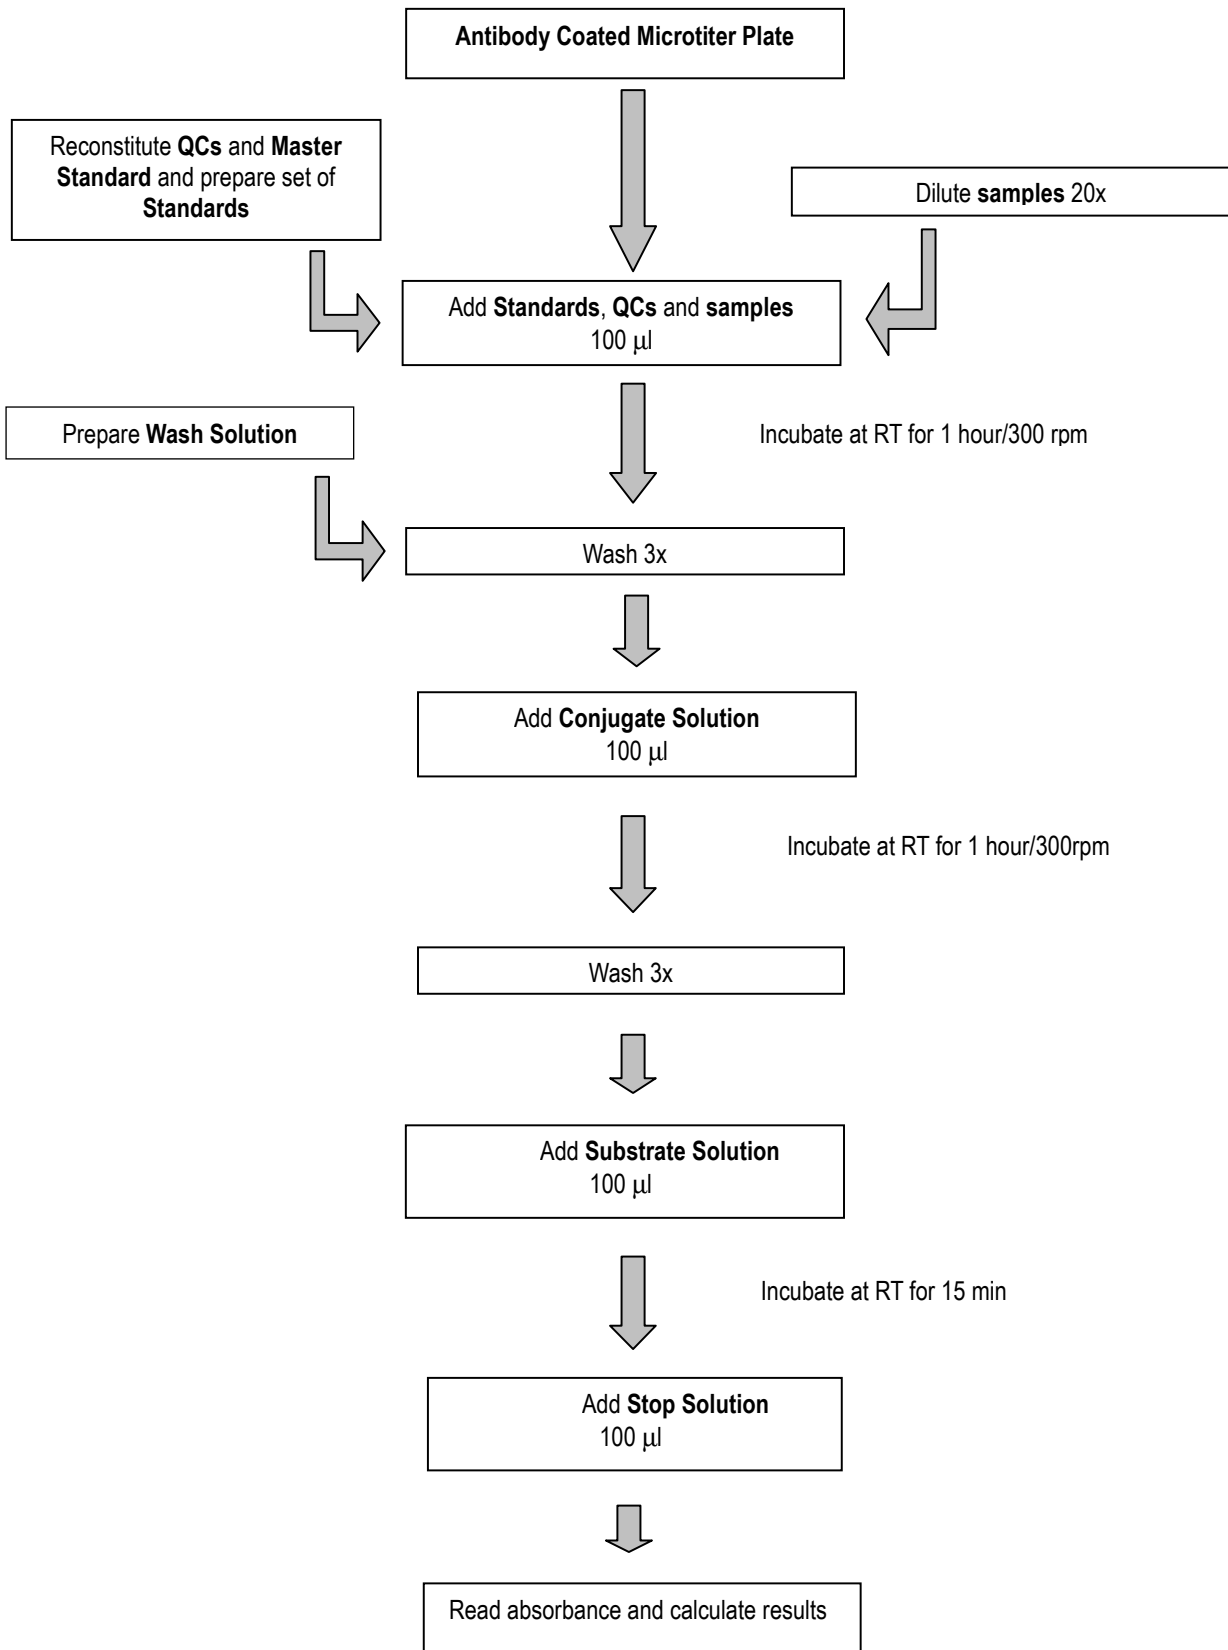 Antibody Coated Microtiter Plate
Reconstitute QCs and Master
Standard and prepare set of
Standards
Dilute samples 20x
Add Standards, QCs and samples
100 µl
Prepare Wash Solution
Incubate at RT for 1 hour/300 rpm
Wash 3x
Add Conjugate Solution
100 µl
Incubate at RT for 1 hour/300rpm
Wash 3x
Add Substrate Solution
100 µl
Incubate at RT for 15 min
Add Stop Solution
100 µl
Read absorbance and calculate results